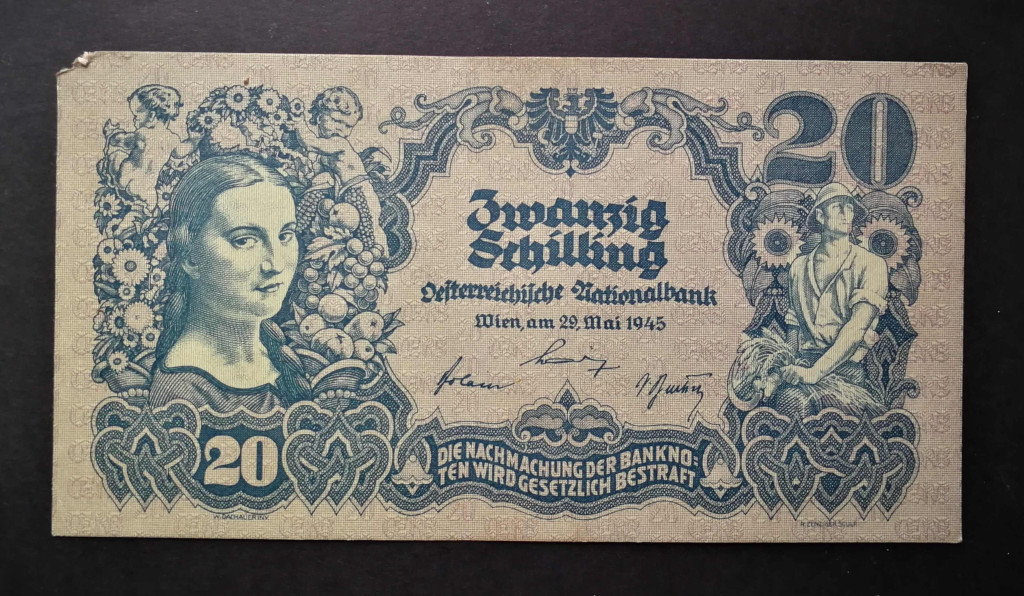 20
Zwanzig
Schilling
Oesterreichische Nationalbank
Wien, am 29. Mai 1945
20
DIE NACHMACHUNG DER BANKNO=
TEN WIRD GESETZLICH BESTRAFT